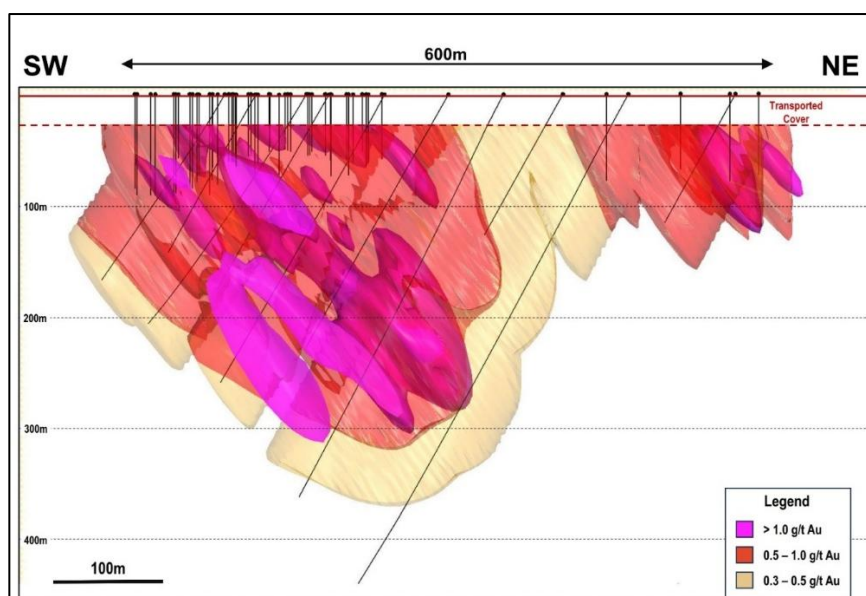 600m
SW
NE
Transported
Cover
100m
200m
300m
400m
100m
Legend
> 1.0 g/t Au
0.5 – 1.0 g/t Au
0.3 – 0.5 g/t Au